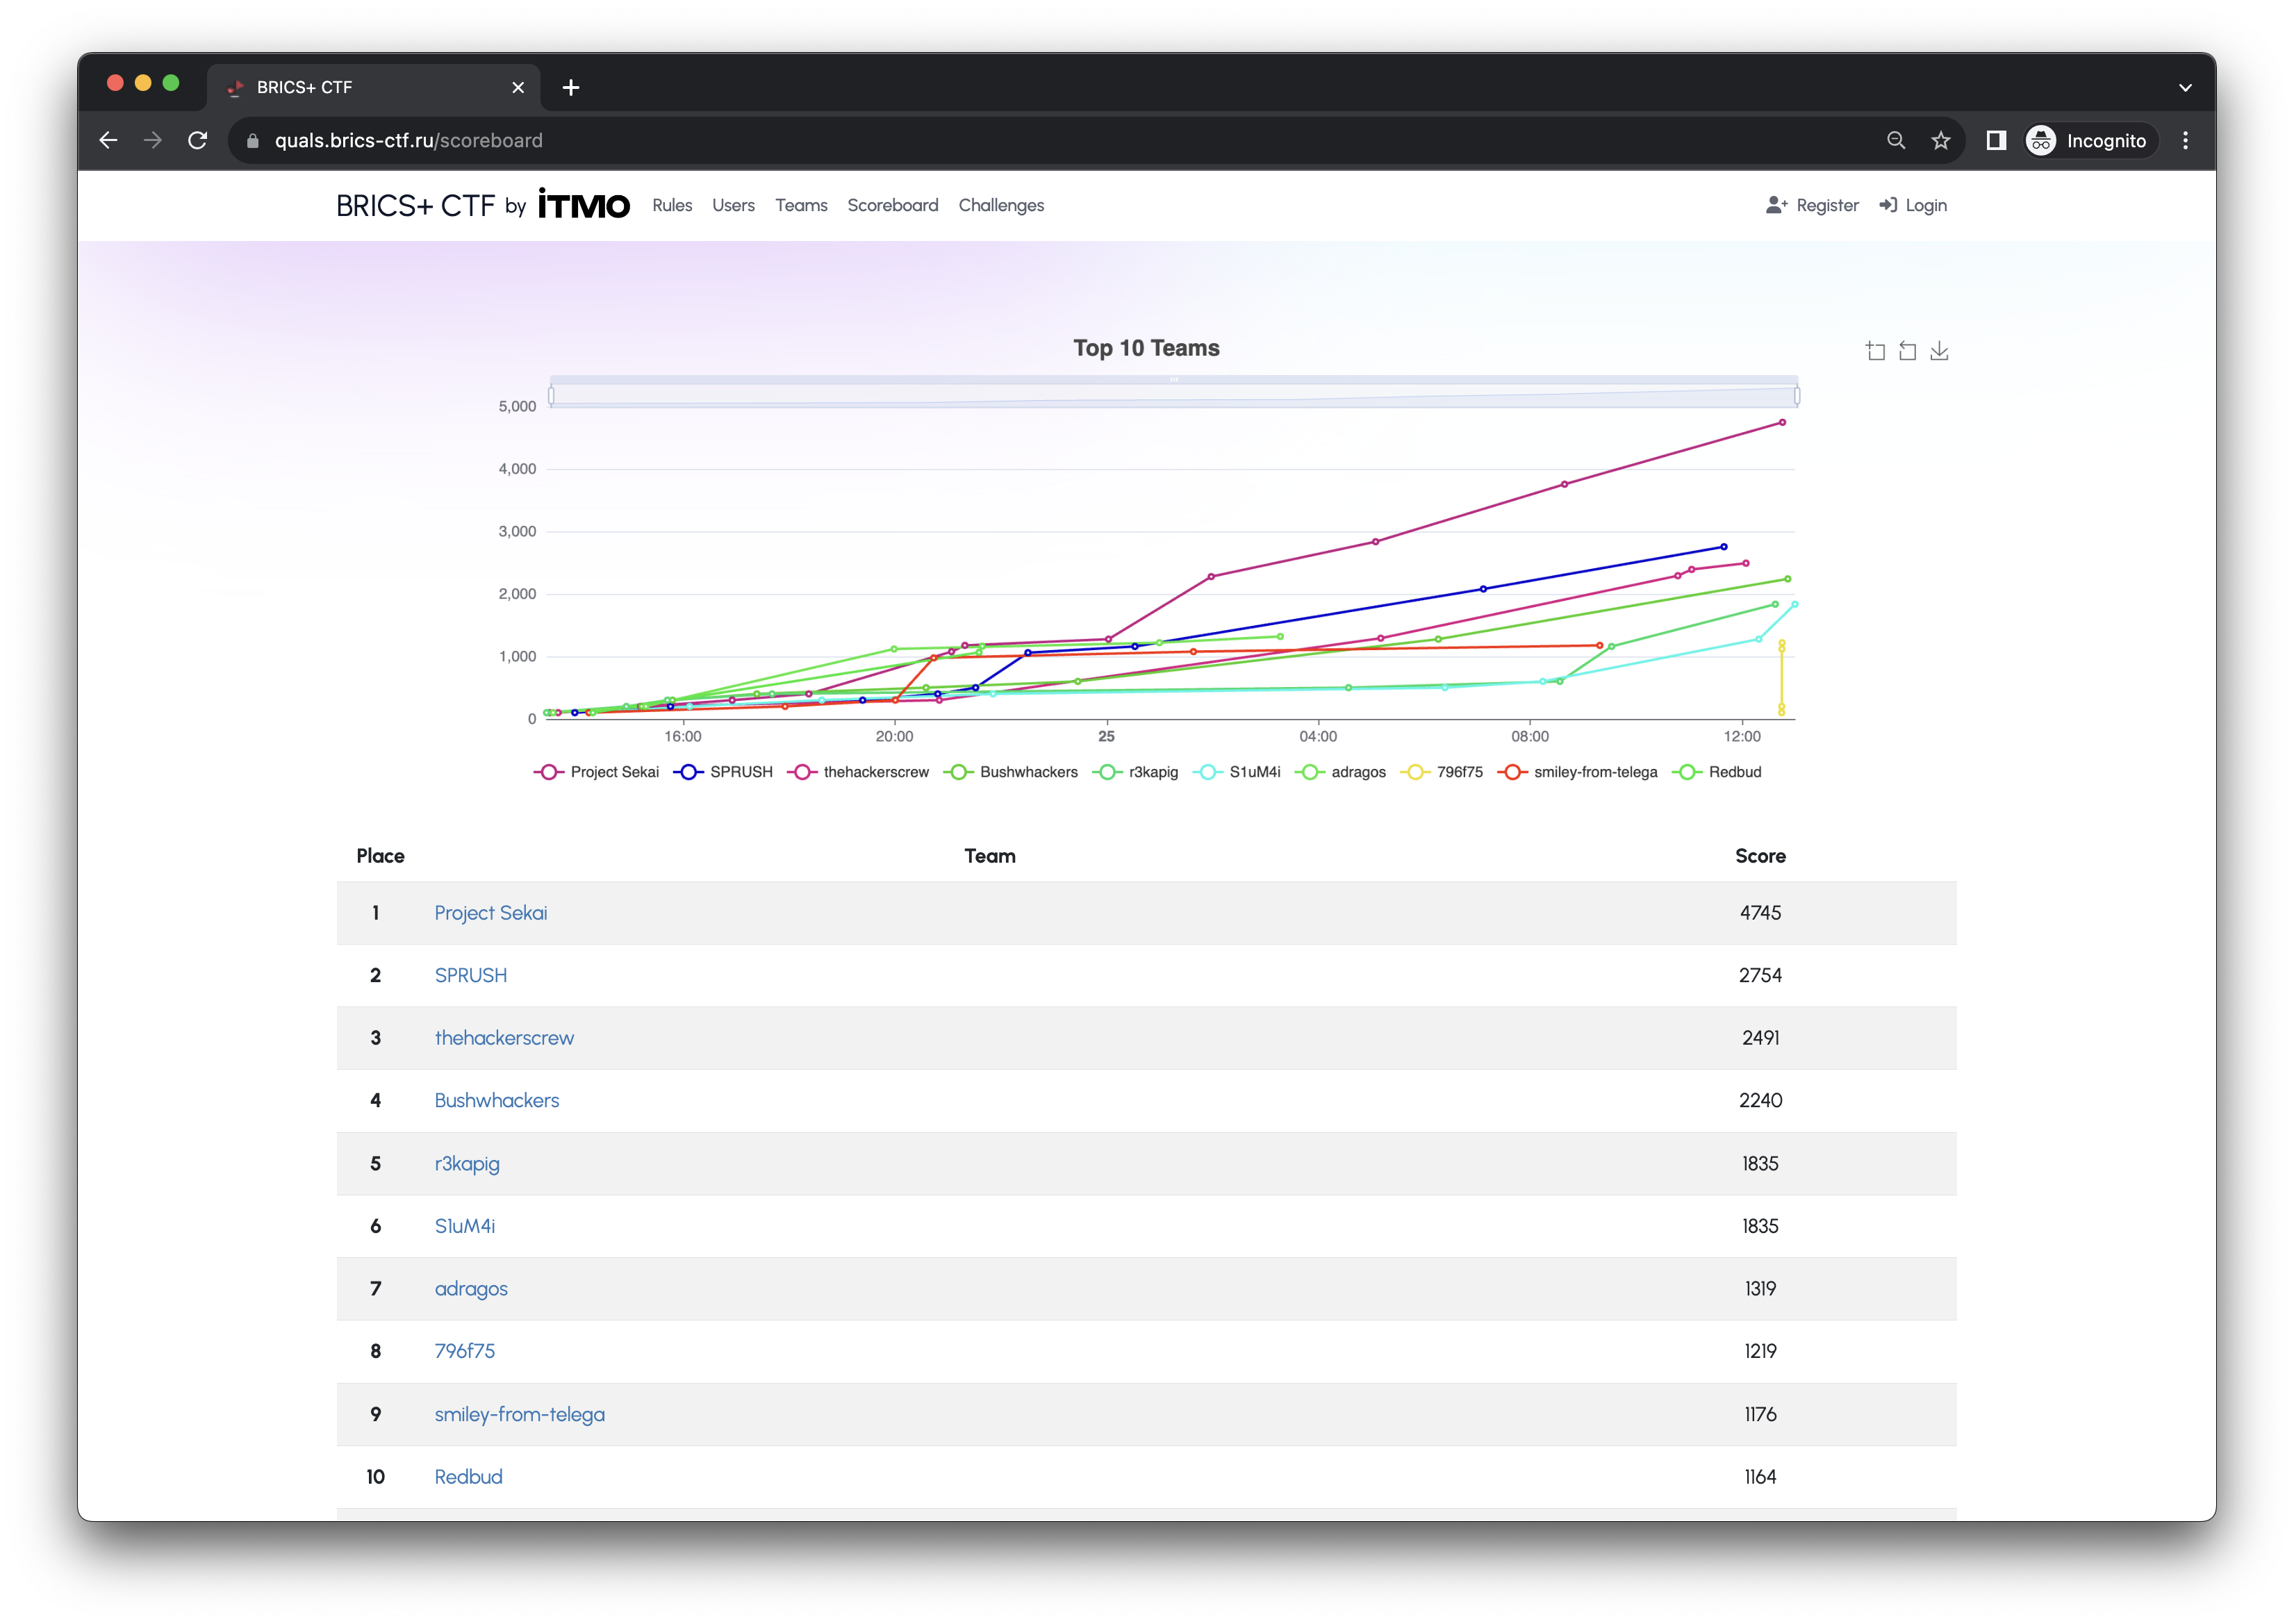 BRICS+ CTF
quals.brics-ctf.ru/scoreboard
Incognito
BRICS+ CTF by iTMO Rules Users Teams Scoreboard Challenges Register Login
Top 10 Teams
5,000
4,000
3,000
2,000
1,000
0
16:00 20:00 25 04:00 08:00 12:00
Project Sekai SPRUSH thehackerscrew Bushwhackers r3kapig S1uM4i adragos 796f75 smiley-from-telega Redbud
Place Team Score
1 Project Sekai 4745
2 SPRUSH 2754
3 thehackerscrew 2491
4 Bushwhackers 2240
5 r3kapig 1835
6 S1uM4i 1835
7 adragos 1319
8 796f75 1219
9 smiley-from-telega 1176
10 Redbud 1164